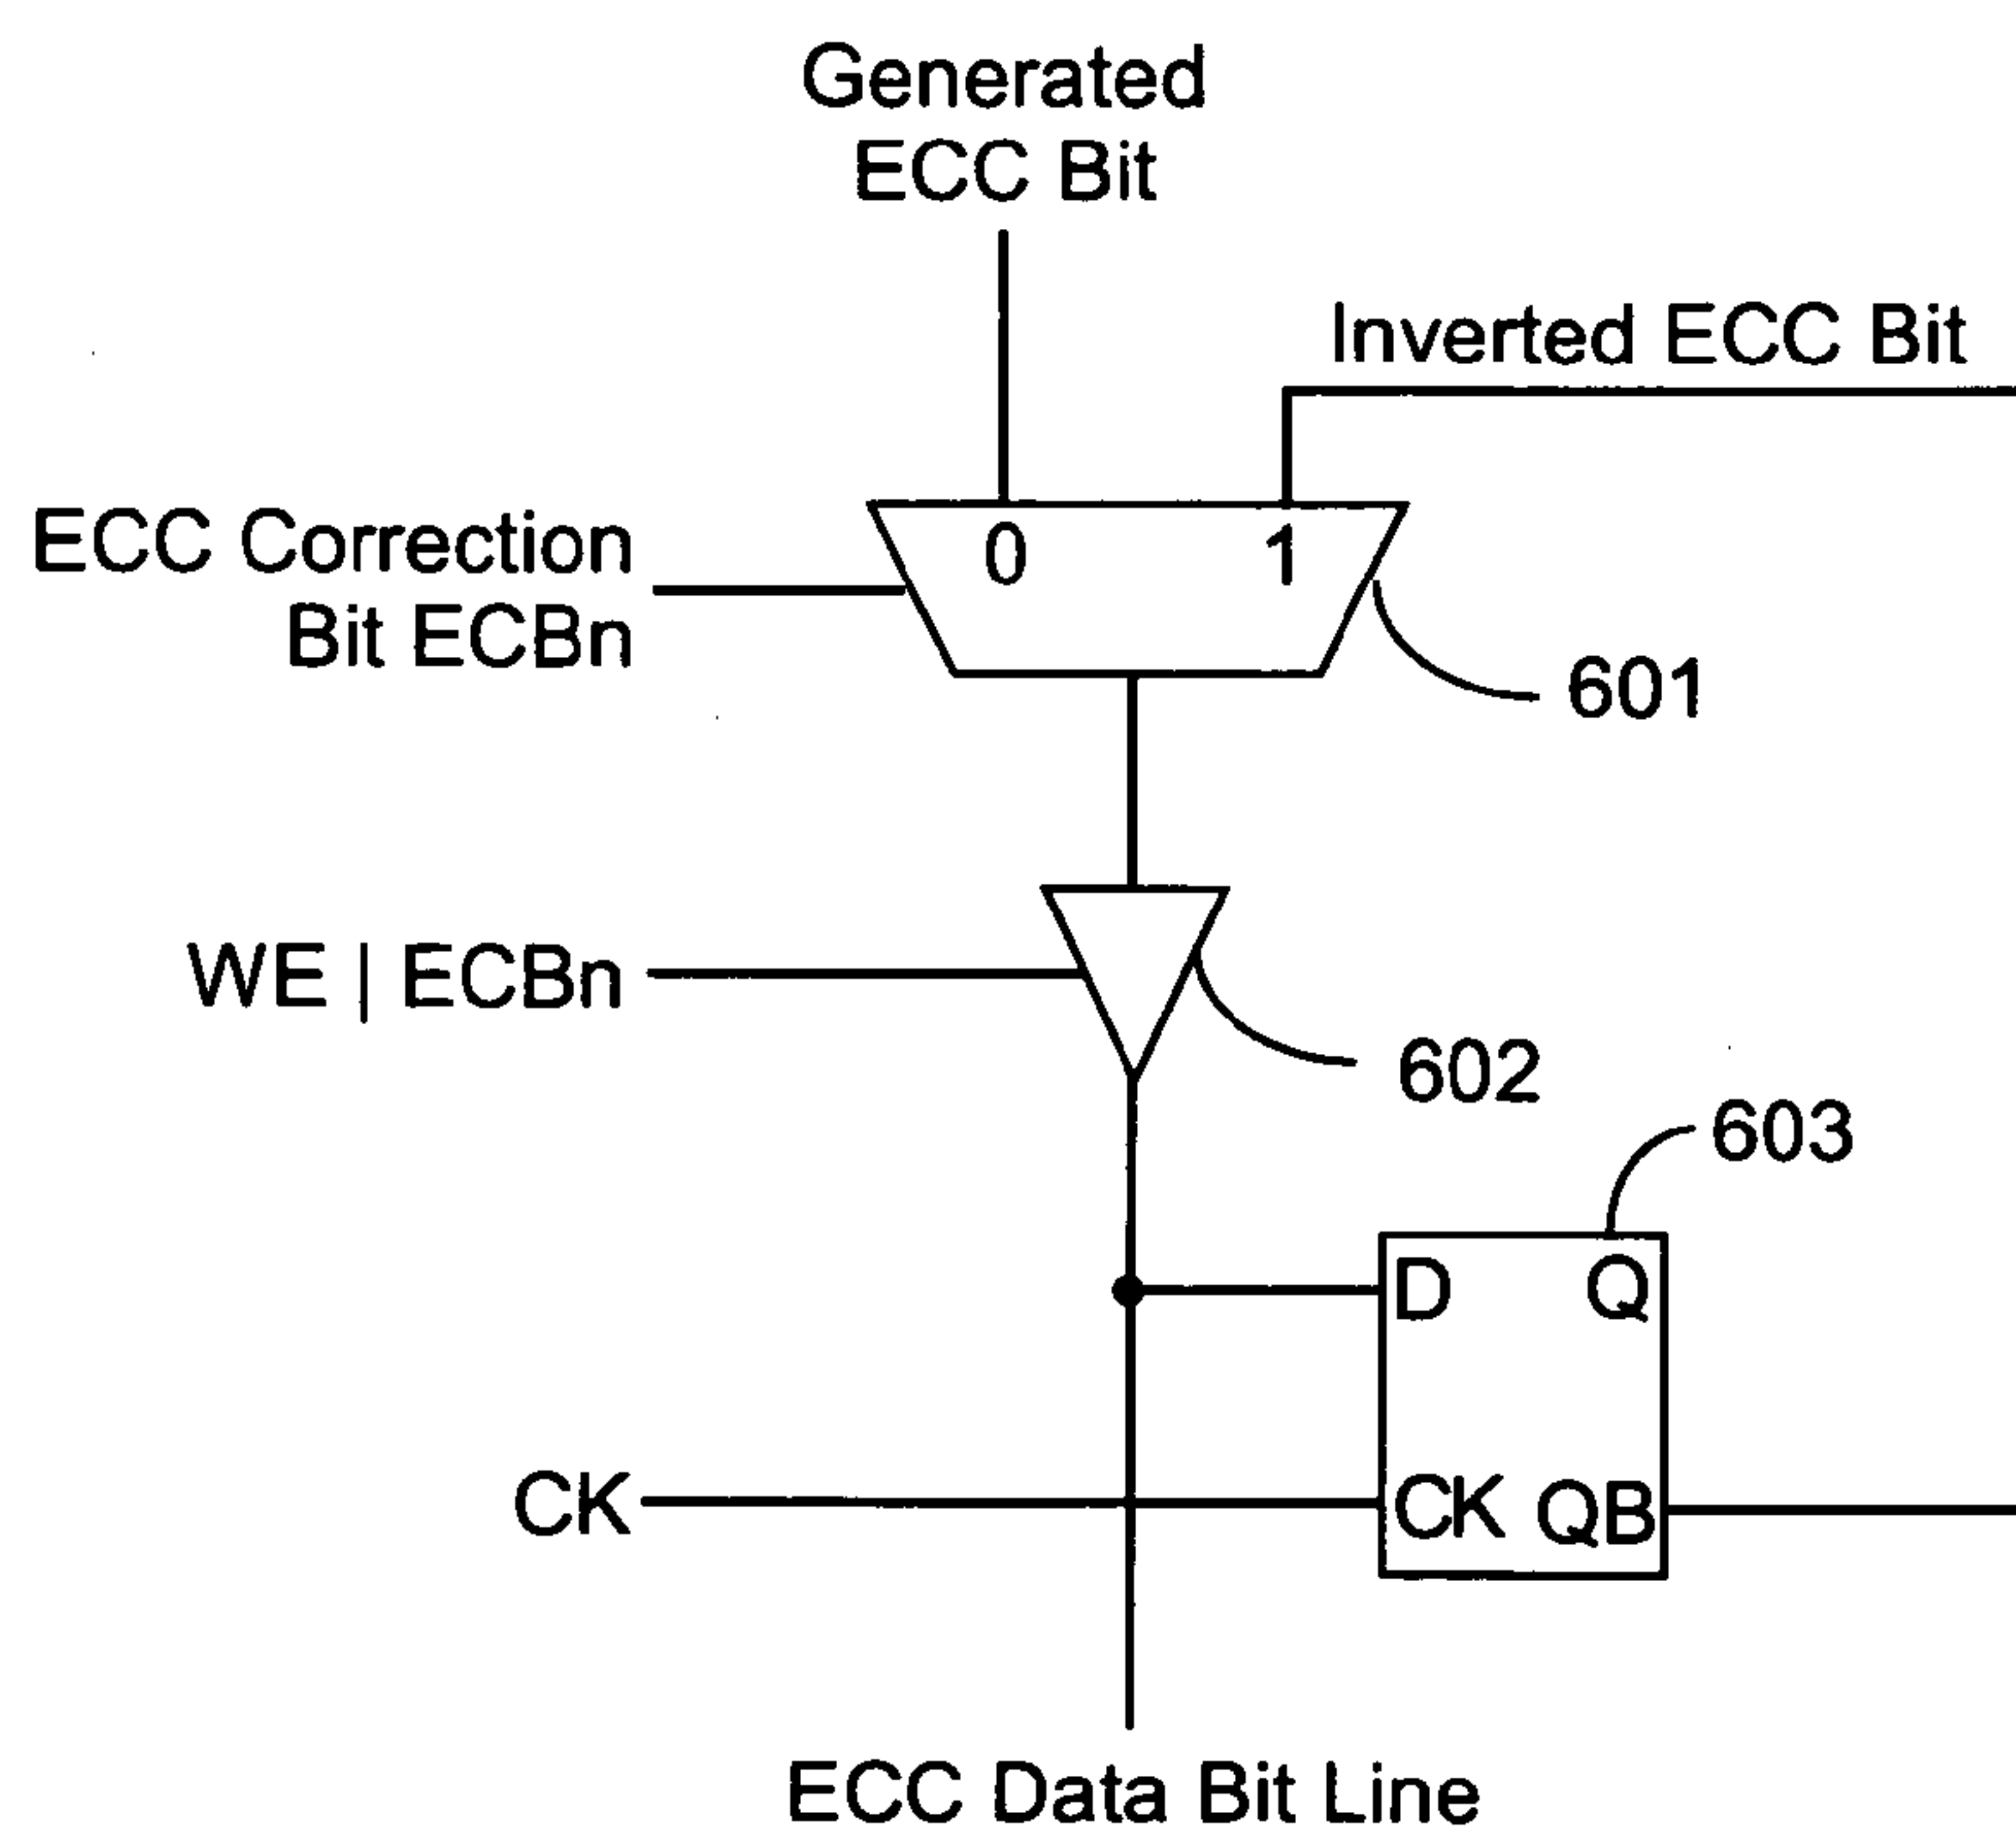 Generated
ECC Bit
Inverted ECC Bit
0
1
ECC Correction
Bit ECBn
601
WE | ECBn
602
603
D
Q
CK
CK
QB
ECC Data Bit Line